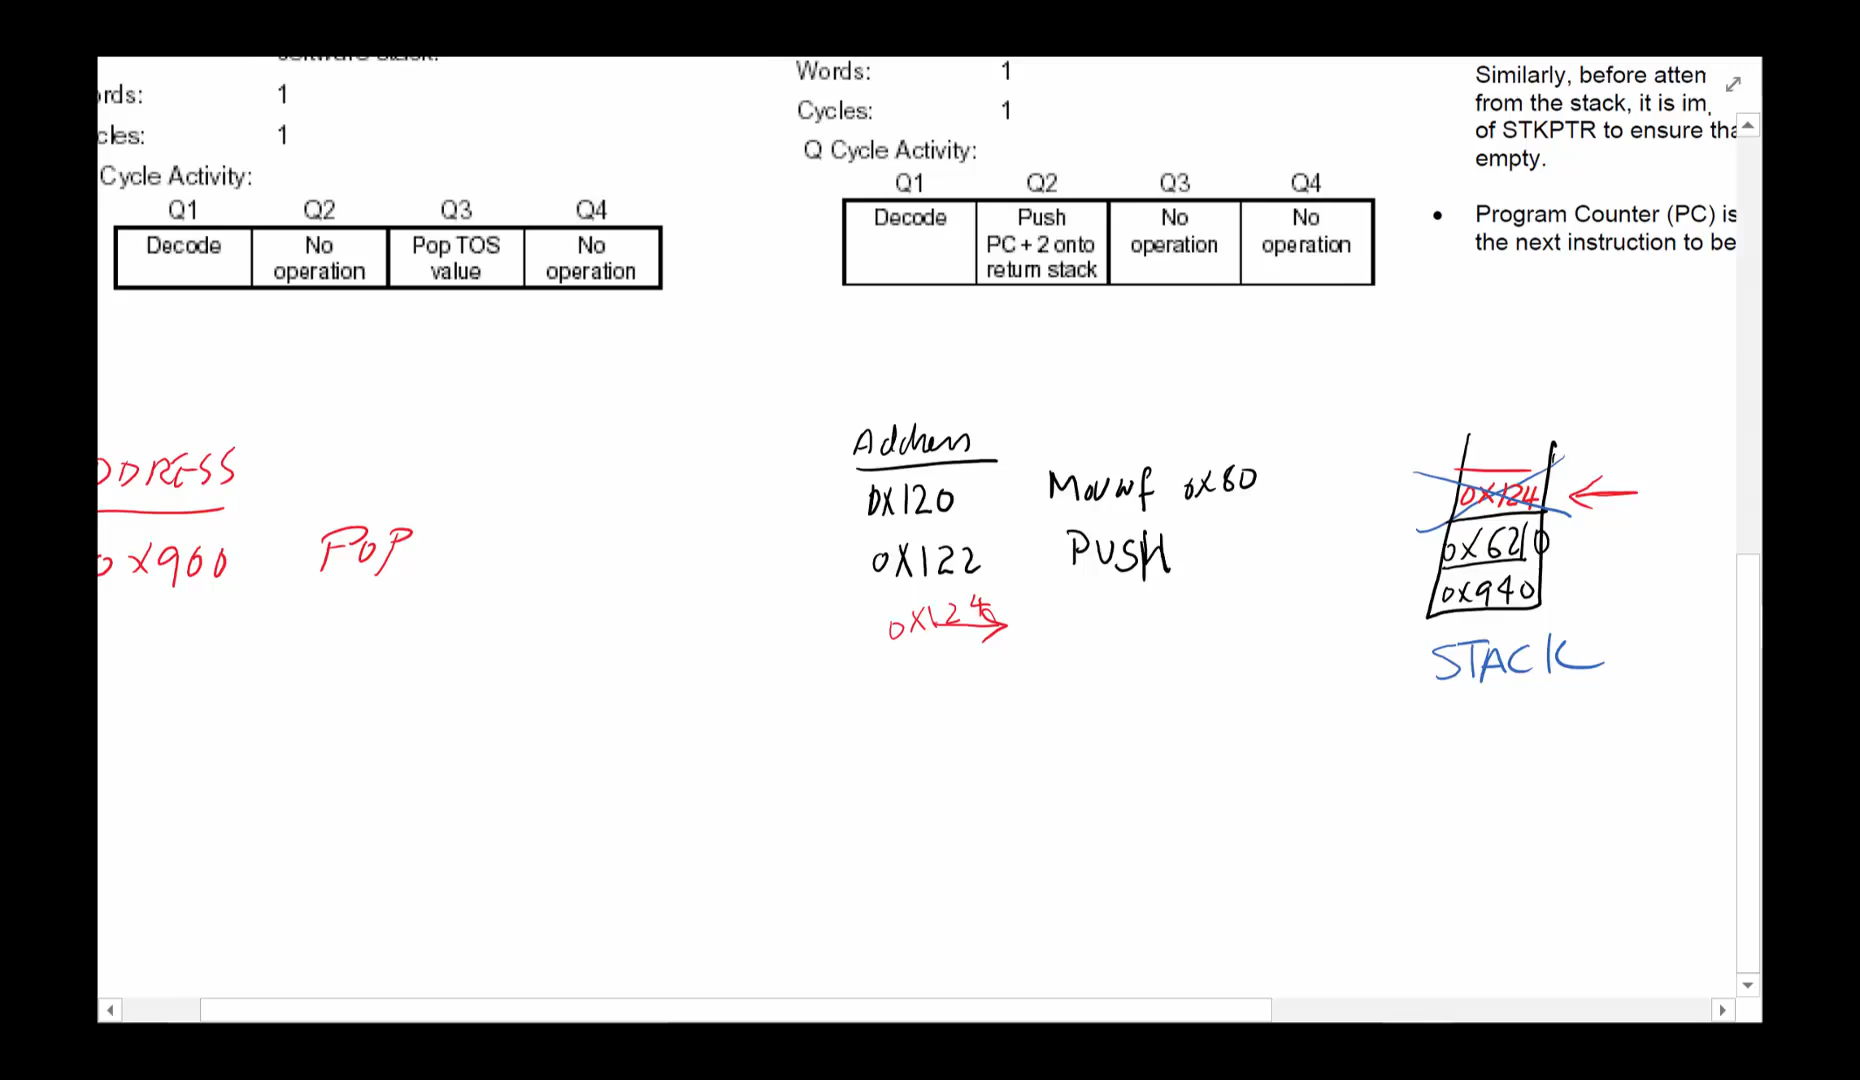 rds: 1
cles: 1
Cycle Activity:
Q1 Q2 Q3 Q4
Decode No operation Pop TOS value No operation
Words: 1
Cycles: 1
Q Cycle Activity:
Q1 Q2 Q3 Q4
Decode Push PC + 2 onto return stack No operation No operation
Similarly, before atten
from the stack, it is im
of STKPTR to ensure tha
empty.
• Program Counter (PC) is
the next instruction to be
DDRESS
0X900 POP
Address
0X120 Movwf 0X80
0X122 PUSH
0X124
0X124
0X940
STACK